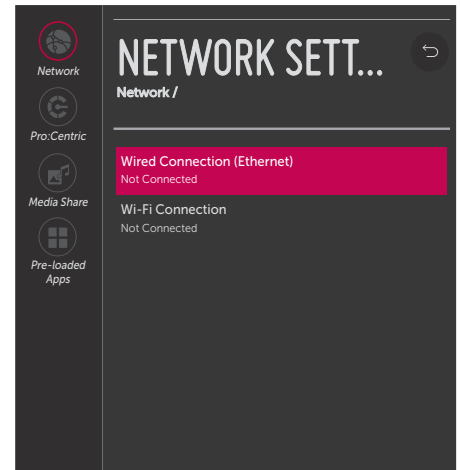 Network
Pro:Centric
Media Share
Pre-loaded
Apps
NETWORK SETT...
Network /
Wired Connection (Ethernet)
Not Connected
Wi-Fi Connection
Not Connected